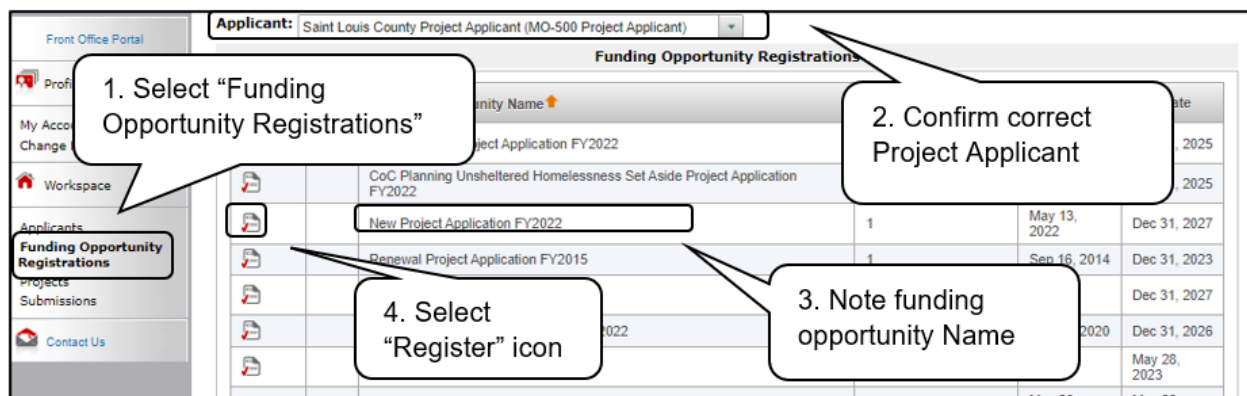 Applicant: Saint Louis County Project Applicant (MO-500 Project Applicant)
Front Office Portal
Funding Opportunity Registrations
1. Select “Funding
Opportunity Registrations”
2. Confirm correct
Project Applicant
My
Change
Name
Application FY2022
2025
Workspace
CoC Planning Unsheltered Homelessness Set Aside Project Application
FY2022
2025
Applicants
New Project Application FY2022
1
May 13,
2022
Dec 31, 2027
Funding Opportunity
Registrations
Renewal Project Application FY2015
1
Sep 16, 2014
Dec 31, 2023
Projects
Submissions
Dec 31, 2027
3. Note funding
opportunity Name
4. Select
“Register” icon
Contact Us
2022
2020
Dec 31, 2026
May 28,
2023